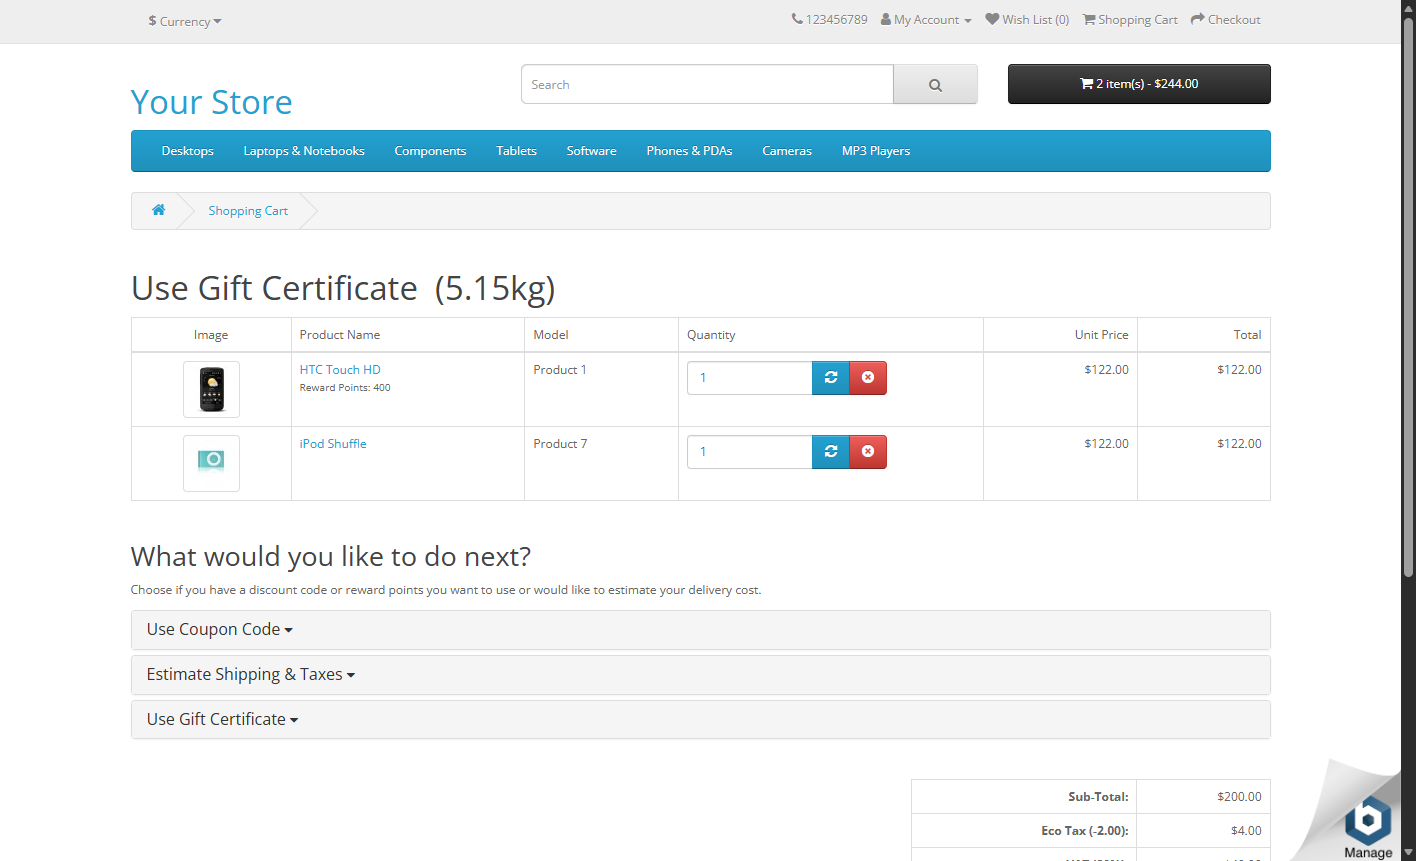 $ Currency
123456789 My Account Wish List (0) Shopping Cart Checkout
Your Store
Search
2 item(s) - $244.00
Desktops Laptops & Notebooks Components Tablets Software Phones & PDAs Cameras MP3 Players
Shopping Cart
Use Gift Certificate (5.15kg)
Image Product Name Model Quantity Unit Price Total
HTC Touch HD Product 1 1 $122.00 $122.00
Reward Points: 400
iPod Shuffle Product 7 1 $122.00 $122.00
What would you like to do next?
Choose if you have a discount code or reward points you want to use or would like to estimate your delivery cost.
Use Coupon Code
Estimate Shipping & Taxes
Use Gift Certificate
Sub-Total: $200.00
Eco Tax (-2.00): $4.00
Manage